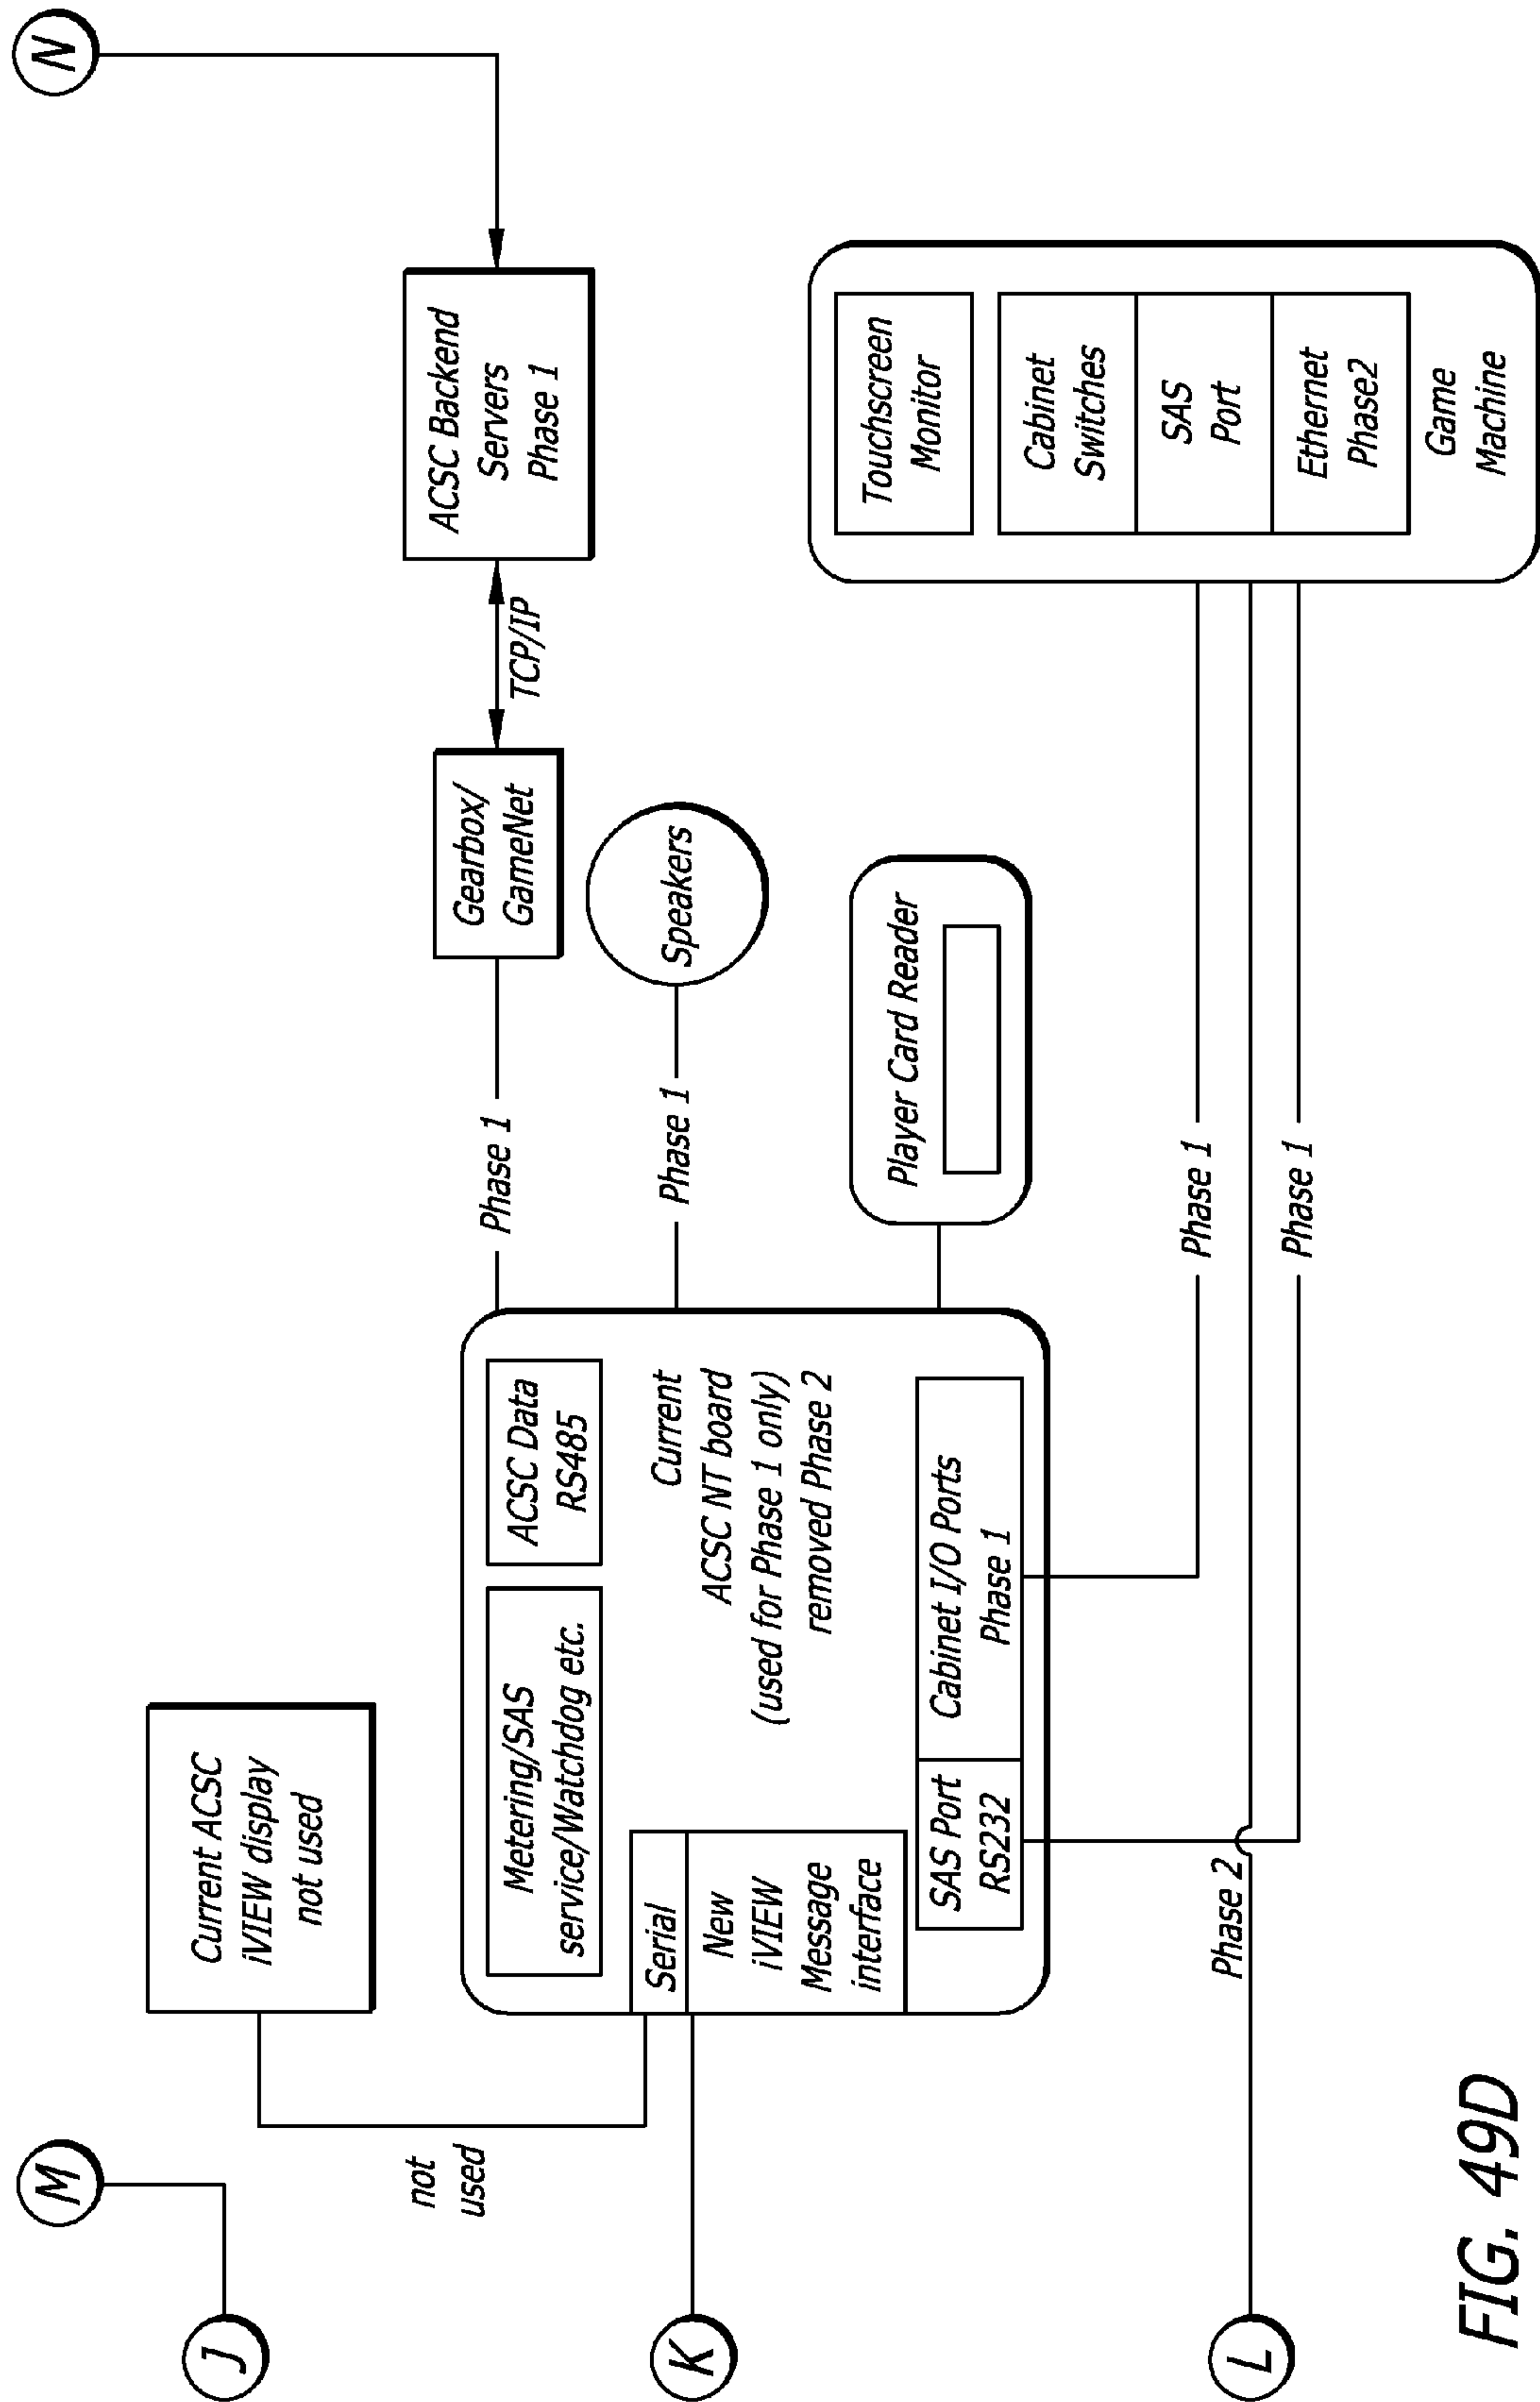 M
N
J
Current ACSC
iVIEW display
not used
not
used
ACSC Backend
Servers
Phase 1
TCP/IP
Gearbox/
GameNet
Phase 1
Speakers
Phase 1
Player Card Reader
Metering/SAS
service/Watchdog etc.
ACSC Data
RS485
Current
ACSC NT board
(used for Phase 1 only)
removed Phase 2
Serial
New
iVIEW
Message
interface
SAS Port
RS232
Cabinet I/O Ports
Phase 1
K
Touchscreen
Monitor
Cabinet
Switches
SAS
Port
Ethernet
Phase2
Game
Machine
Phase 1
Phase 2
Phase 1
L
FIG. 49D